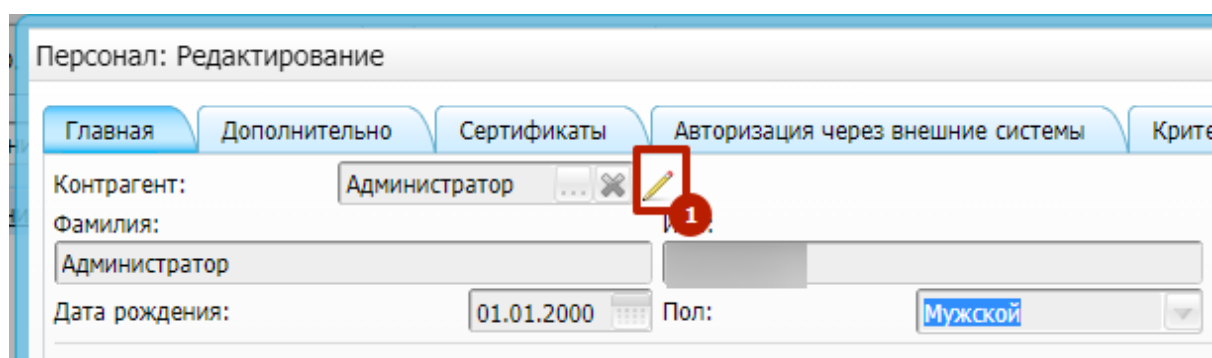 Персонал: Редактирование
Главная Дополнительно Сертификаты Авторизация через внешние системы
Контрагент: Администратор ...
1
Фамилия:
Администратор
Дата рождения: 01.01.2000 Пол: Мужской